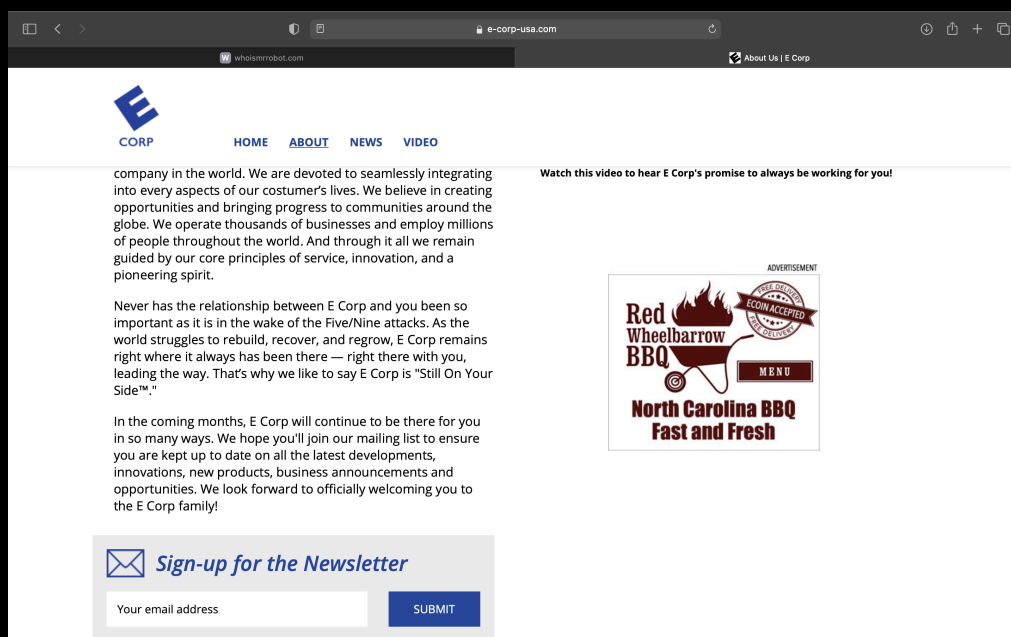 e-corp-usa.com
W whoismrrobot.com
About Us | E Corp
E
CORP
HOME ABOUT NEWS VIDEO
company in the world. We are devoted to seamlessly integrating
into every aspects of our costumer's lives. We believe in creating
opportunities and bringing progress to communities around the
globe. We operate thousands of businesses and employ millions
of people throughout the world. And through it all we remain
guided by our core principles of service, innovation, and a
pioneering spirit.
Never has the relationship between E Corp and you been so
important as it is in the wake of the Five/Nine attacks. As the
world struggles to rebuild, recover, and regrow, E Corp remains
right where it always has been there — right there with you,
leading the way. That's why we like to say E Corp is "Still On Your
Side™."
In the coming months, E Corp will continue to be there for you
in so many ways. We hope you'll join our mailing list to ensure
you are kept up to date on all the latest developments,
innovations, new products, business announcements and
opportunities. We look forward to officially welcoming you to
the E Corp family!
Sign-up for the Newsletter
Your email address
SUBMIT
Watch this video to hear E Corp's promise to always be working for you!
ADVERTISEMENT
Red
Wheelbarrow
BBQ
FREE DELIVERY
ECOIN ACCEPTED
FREE DELIVERY
MENU
North Carolina BBQ
Fast and Fresh